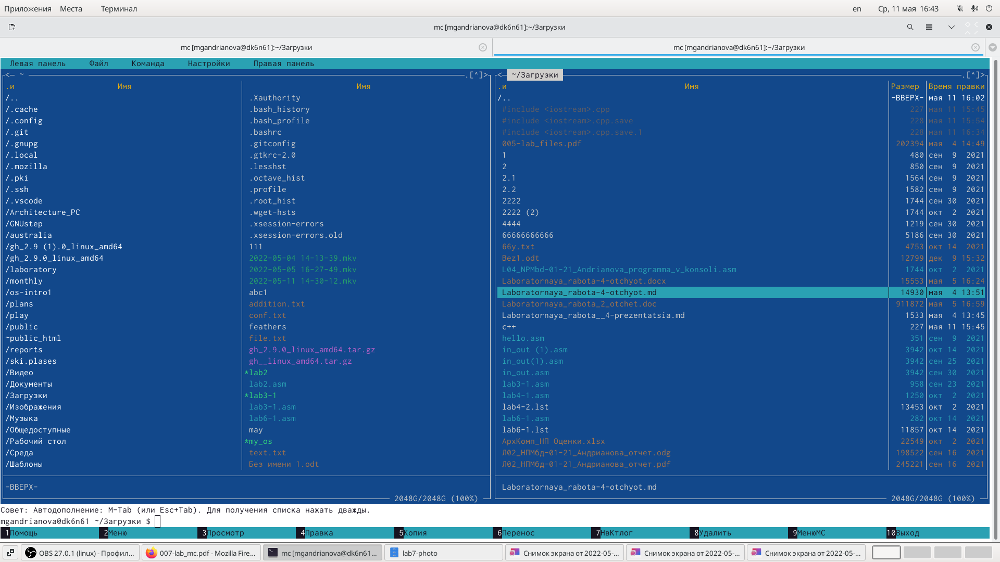 Приложения Места Терминал en Ср, 11 мая 16:43
mc [mgandrianova@dk6n61]:~/Загрузки
mc [mgandrianova@dk6n61]:~/Загрузки mc [mgandrianova@dk6n61]:~/Загрузки
Левая панель Файл Команда Настройки Правая панель
<- ~ .[^]> <- ~/Загрузки .[^]>
.и Имя Имя .и Имя Размер Время правки
/.. .Xauthority /.. -ВВЕРХ- мая 11 16:02
/.cache .bash_history #include <iostream>.cpp 227 мая 11 15:45
/.config .bash_profile #include <iostream>.cpp.save 228 мая 11 15:54
/.git .bashrc #include <iostream>.cpp.save.1 228 мая 11 16:34
/.gnupg .gitconfig 005-lab_files.pdf 202394 мая 4 14:49
/.local .gtkrc-2.0 1 480 сен 9 2021
/.mozilla .lesshst 2 850 сен 9 2021
/.pki .octave_hist 2.1 1564 сен 9 2021
/.ssh .profile 2.2 1582 сен 9 2021
/.vscode .root_hist 2222 1744 сен 30 2021
/Architecture_PC .wget-hsts 2222 (2) 1744 окт 2 2021
/GNUstep .xsession-errors 4444 1219 сен 30 2021
/australia .xsession-errors.old 66666666666 5186 сен 30 2021
/gh_2.9 (1).0_linux_amd64 111 66y.txt 4753 окт 14 2021
/gh_2.9.0_linux_amd64 2022-05-04 14-13-39.mkv Bez1.odt 12799 дек 9 15:32
/laboratory 2022-05-05 16-27-49.mkv L04_NPMbd-01-21_Andrianova_programma_v_konsoli.asm 1744 окт 2 2021
/monthly 2022-05-11 14-30-12.mkv Laboratornaya_rabota-4-otchyot.docx 15553 мая 5 16:24
/os-intro1 abc1 Laboratornaya_rabota-4-otchyot.md 14930 мая 4 13:51
/plans addition.txt Laboratornaya_rabota_2_otchet.doc 911872 мая 5 16:59
/play conf.txt Laboratornaya_rabota__4-prezentatsia.md 1533 мая 4 13:45
/public feathers c++ 227 мая 11 15:45
~public_html file.txt hello.asm 351 сен 9 2021
/reports gh_2.9.0_linux_amd64.tar.gz in_out (1).asm 3942 окт 14 2021
/ski.plases gh__linux_amd64.tar.gz in_out(1).asm 3942 сен 25 2021
/Видео *lab2 in_out.asm 3942 сен 30 2021
/Документы lab2.asm lab3-1.asm 958 сен 23 2021
/Загрузки *lab3-1 lab4-1.asm 1250 окт 2 2021
/Изображения lab3-1.asm lab4-2.lst 13453 окт 2 2021
/Музыка lab6-1.asm lab6-1.asm 282 окт 14 2021
/Общедоступные may lab6-1.lst 11857 окт 14 2021
/Рабочий стол *my_os АрхКомп_НП Оценки.xlsx 22549 окт 2 2021
/Среда text.txt Л02_НПМбд-01-21_Андрианова_отчет.odg 198522 сен 16 2021
/Шаблоны Без имени 1.odt Л02_НПМбд-01-21_Андрианова_отчет.pdf 245221 сен 16 2021
-ВВЕРХ- Laboratornaya_rabota-4-otchyot.md
2048G/2048G (100%) 2048G/2048G (100%)
Совет: Автодополнение: M-Tab (или Esc+Tab). Для получения списка нажать дважды.
mgandrianova@dk6n61 ~/Загрузки $
1Помощь 2Меню 3Просмотр 4Правка 5Копия 6Перенос 7НвКтлог 8Удалить 9МенюМС 10Выход
OBS 27.0.1 (linux) - Профил... 007-lab_mc.pdf - Mozilla Fire... mc [mgandrianova@dk6n61... lab7-photo Снимок экрана от 2022-05-... Снимок экрана от 2022-05-... Снимок экрана от 2022-05-...